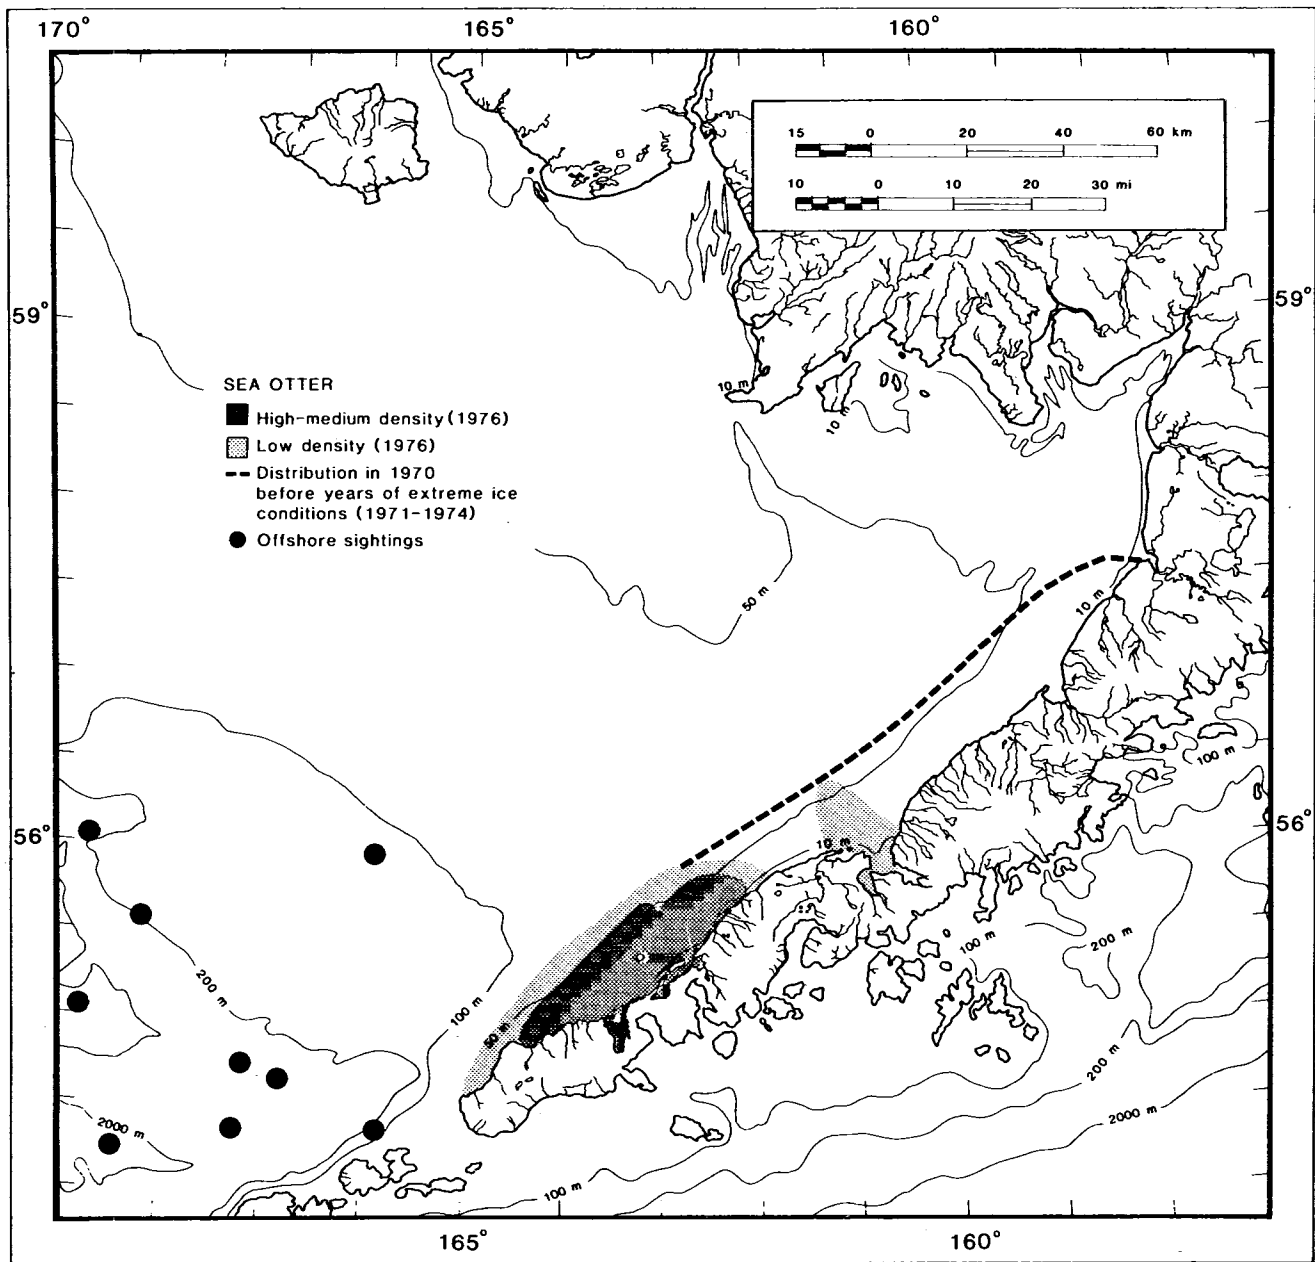 170° 165° 160°
15 0 20 40 60 km
10 0 10 20 30 mi
59° 59°
10 m
10 m
SEA OTTER
High-medium density (1976)
Low density (1976)
Distribution in 1970
before years of extreme ice
conditions (1971-1974)
Offshore sightings
50 m
10 m
100 m
56° 56°
10 m
200 m
100 m
50 m
100 m
200 m
200 m
2000 m
2000 m
100 m
165° 160°